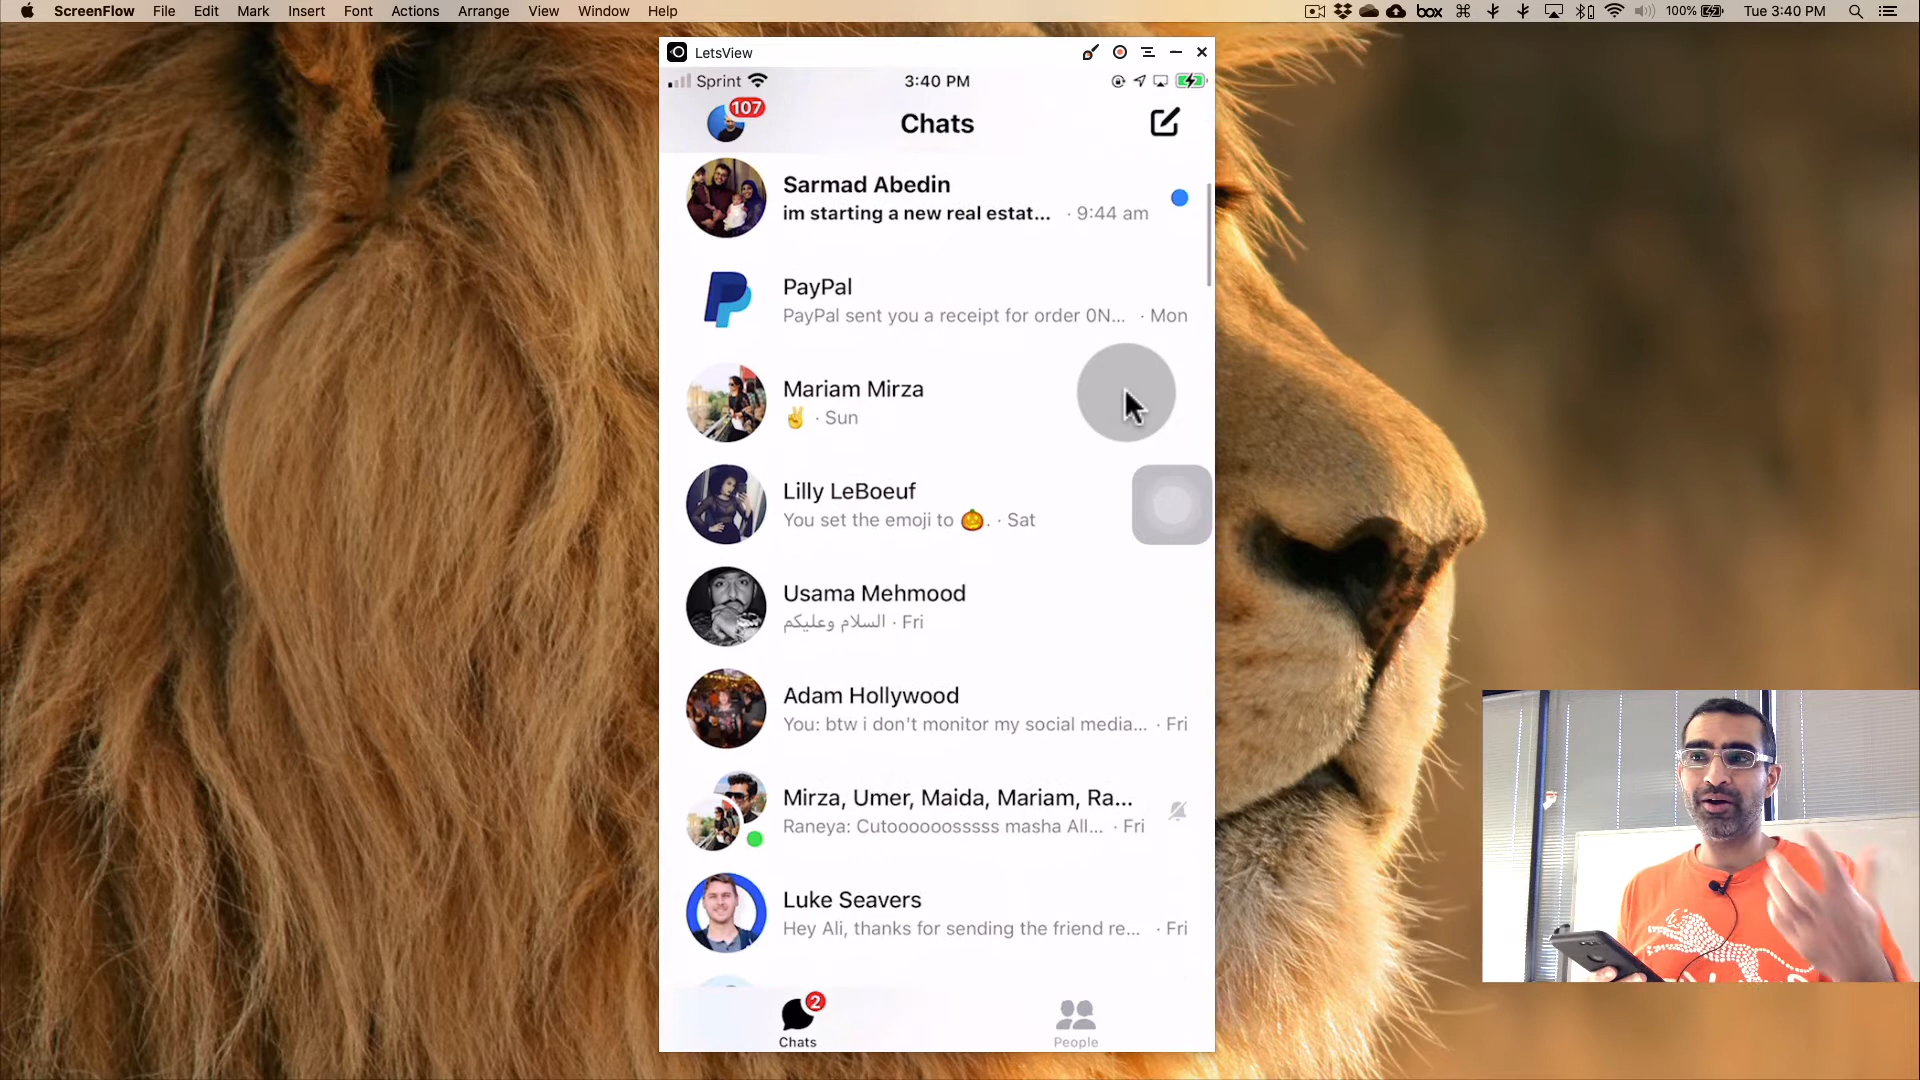 ScreenFlow File Edit Mark Insert Font Actions Arrange View Window Help box 100% Tue 3:40 PM
LetsView
Sprint 3:40 PM
107
Chats
Sarmad Abedin
im starting a new real estat... · 9:44 am
PayPal
PayPal sent you a receipt for order 0N... · Mon
Mariam Mirza
✌️ · Sun
Lilly LeBoeuf
You set the emoji to 🎃. · Sat
Usama Mehmood
السلام وعليكم · Fri
Adam Hollywood
You: btw i don't monitor my social media... · Fri
Mirza, Umer, Maida, Mariam, Ra...
Raneya: Cutoooooosssss masha All... · Fri
Luke Seavers
Hey Ali, thanks for sending the friend re... · Fri
2
Chats People